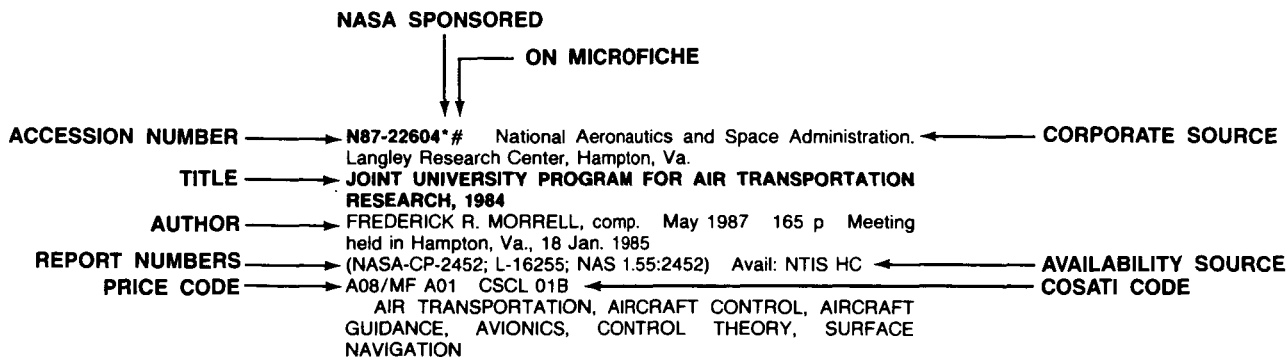 NASA SPONSORED
ON MICROFICHE
ACCESSION NUMBER N87-22604*# National Aeronautics and Space Administration. CORPORATE SOURCE
Langley Research Center, Hampton, Va.
TITLE JOINT UNIVERSITY PROGRAM FOR AIR TRANSPORTATION
RESEARCH, 1984
AUTHOR FREDERICK R. MORRELL, comp. May 1987 165 p Meeting
held in Hampton, Va., 18 Jan. 1985
REPORT NUMBERS (NASA-CP-2452; L-16255; NAS 1.55:2452) Avail: NTIS HC AVAILABILITY SOURCE
PRICE CODE A08/MF A01 CSCL 01B COSATI CODE
AIR TRANSPORTATION, AIRCRAFT CONTROL, AIRCRAFT
GUIDANCE, AVIONICS, CONTROL THEORY, SURFACE
NAVIGATION